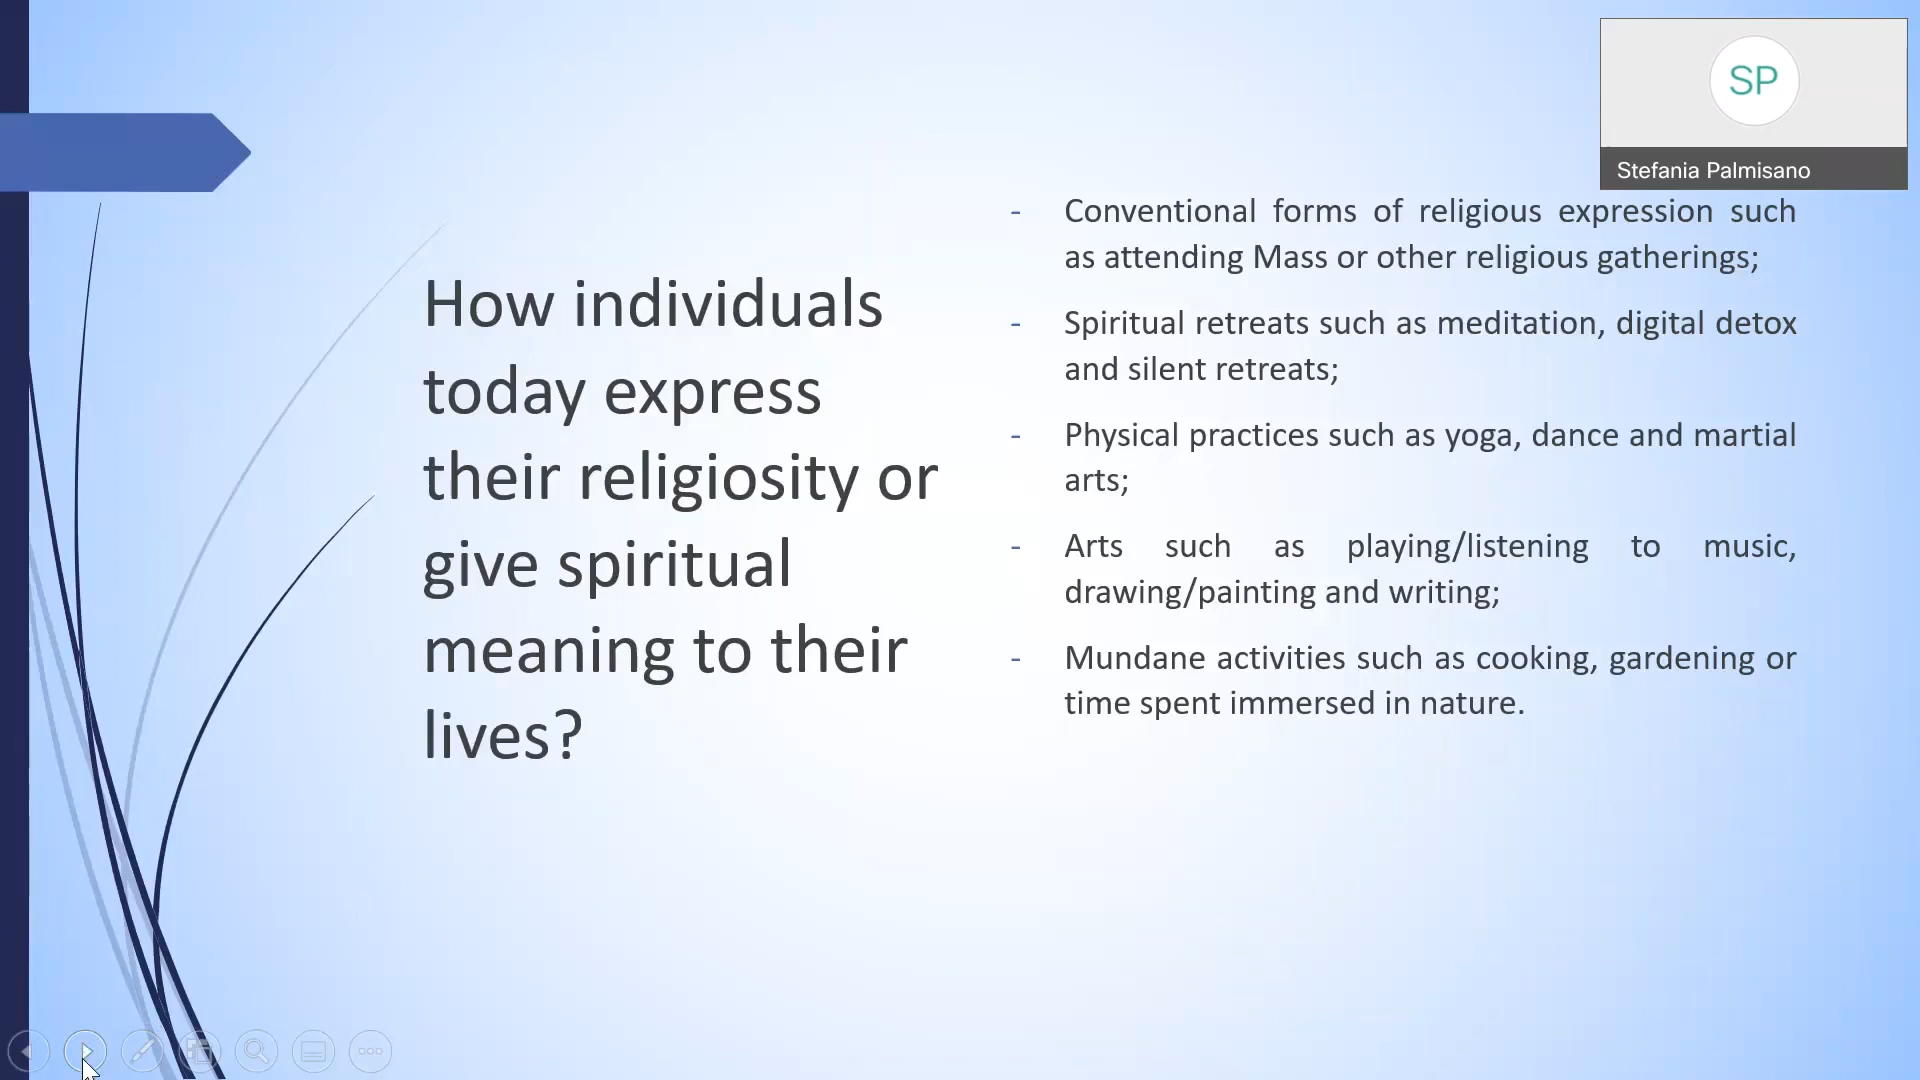 SP
Stefania Palmisano
How individuals
today express
their religiosity or
give spiritual
meaning to their
lives?
- Conventional forms of religious expression such
as attending Mass or other religious gatherings;
- Spiritual retreats such as meditation, digital detox
and silent retreats;
- Physical practices such as yoga, dance and martial
arts;
- Arts such as playing/listening to music,
drawing/painting and writing;
- Mundane activities such as cooking, gardening or
time spent immersed in nature.